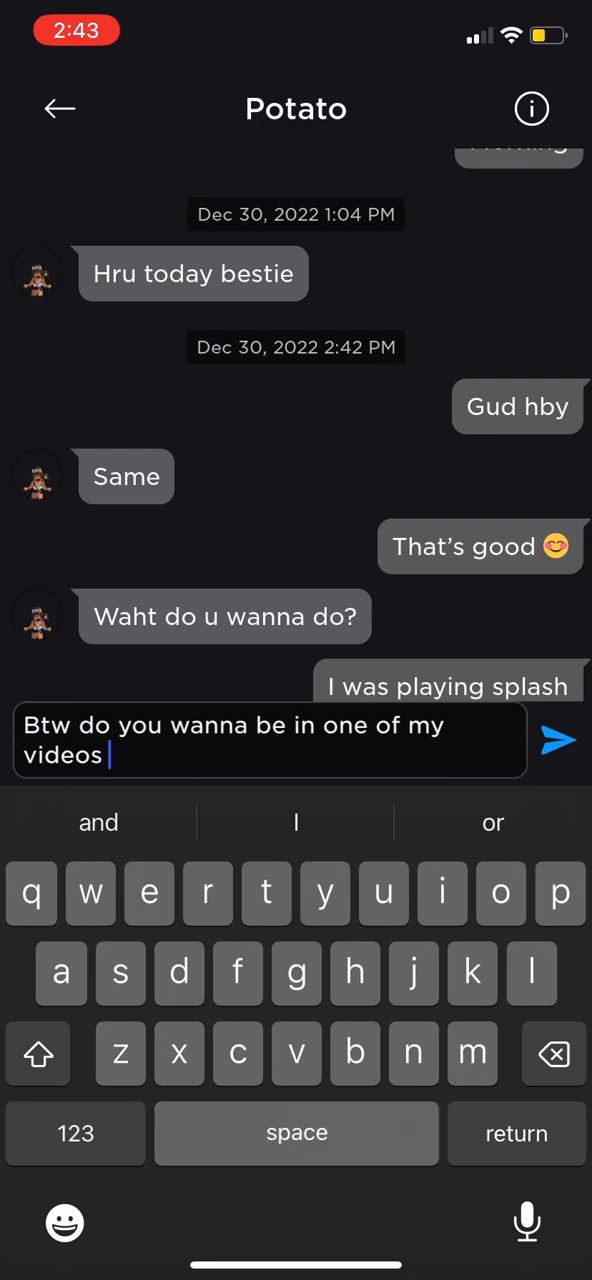 2:43
Potato
Dec 30, 2022 1:04 PM
Hru today bestie
Dec 30, 2022 2:42 PM
Gud hby
Same
That's good 😊
Waht do u wanna do?
I was playing splash
Btw do you wanna be in one of my
videos
and I or
q w e r t y u i o p
a s d f g h j k l
z x c v b n m
123 space return